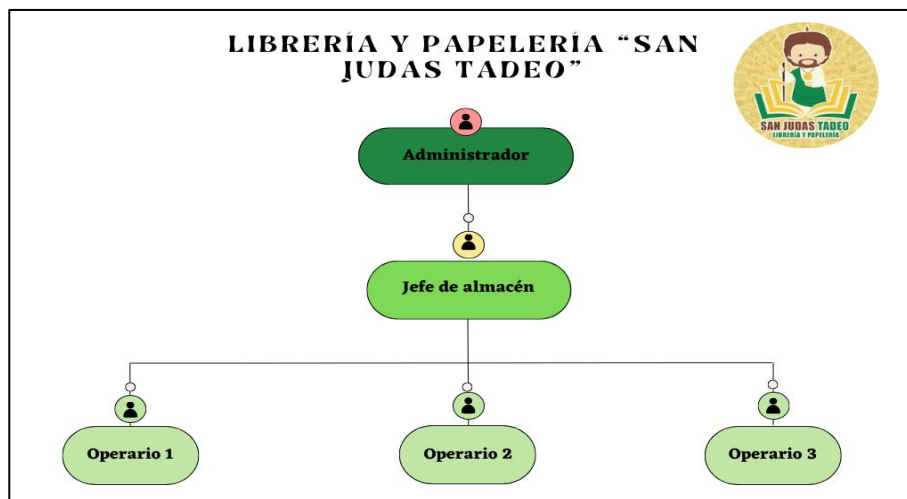 LIBRERÍA Y PAPELERÍA “SAN
JUDAS TADEO”
SAN JUDAS TADEO
LIBRERÍA Y PAPELERÍA
Administrador
Jefe de almacén
Operario 1
Operario 2
Operario 3